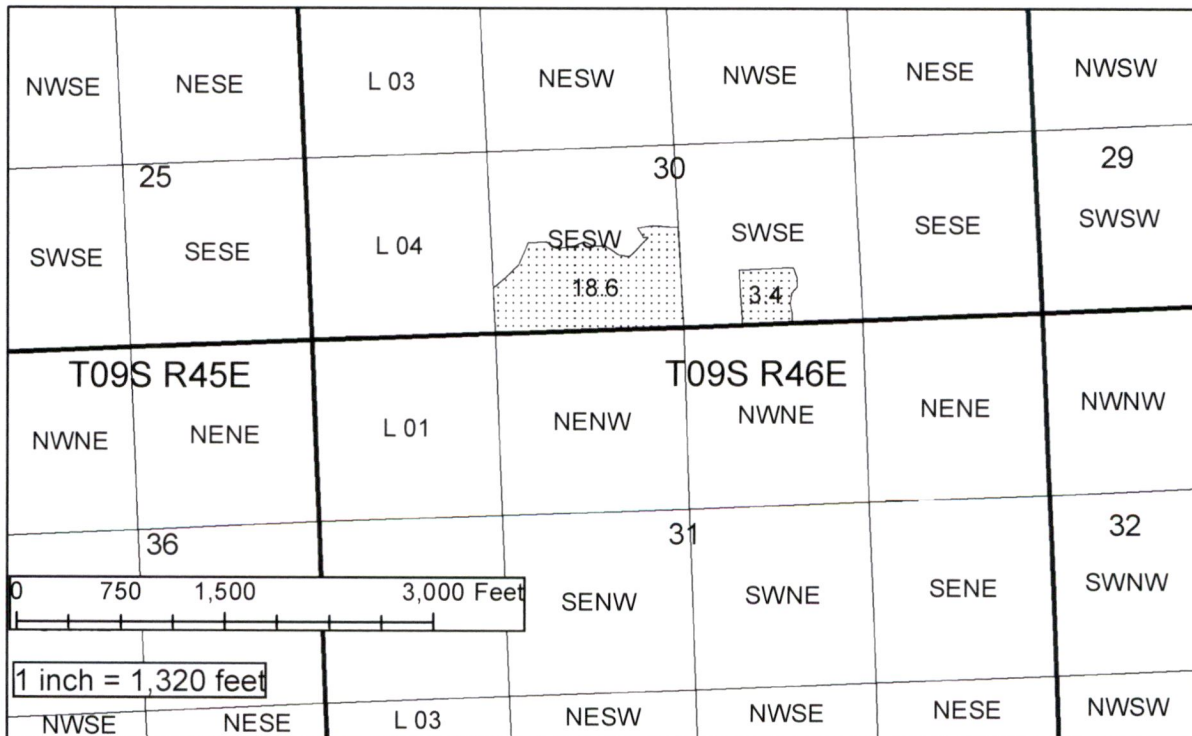 NWSE NESE L 03 NESW NWSE NESE NWSW
25 30 29
SWSE SESE L 04 SESW SWSE SESE SWSW
18.6 3.4
T09S R45E T09S R46E
NWNE NENE L 01 NENW NWNE NENE NWNW
36 31 32
0 750 1,500 3,000 Feet
SENW SWNE SENE SWNW
1 inch = 1,320 feet
NWSE NESE L 03 NESW NWSE NESE NWSW